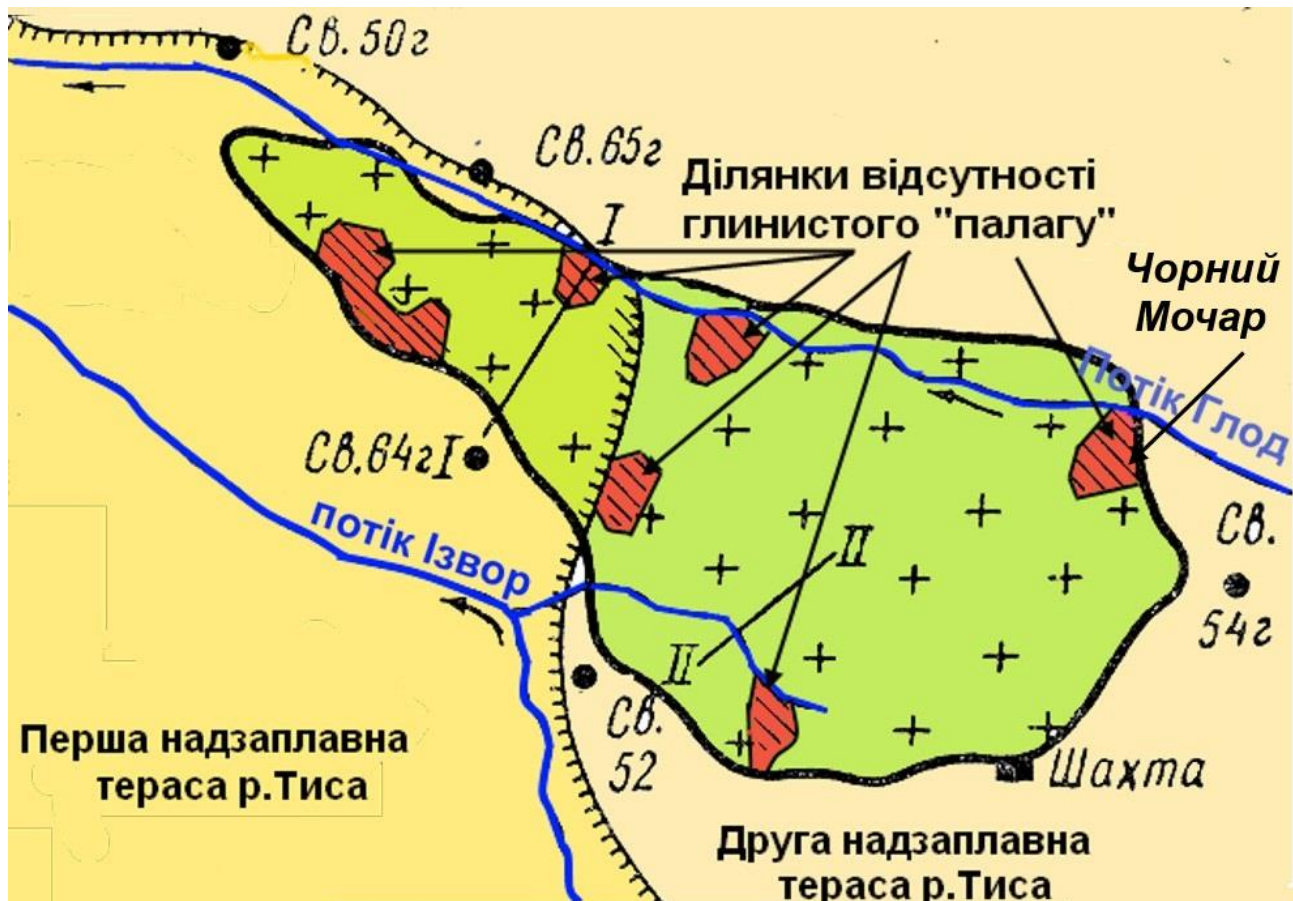 Св. 50г
Св. 65г
I
Ділянки відсутності
глинистого "палагу"
Чорний
Мочар
Потік Глод
Св. 64г I
потік Ізвор
II
II
Св.
54г
Св.
52
Шахта
Перша надзаплавна
тераса р.Тиса
Друга надзаплавна
тераса р.Тиса